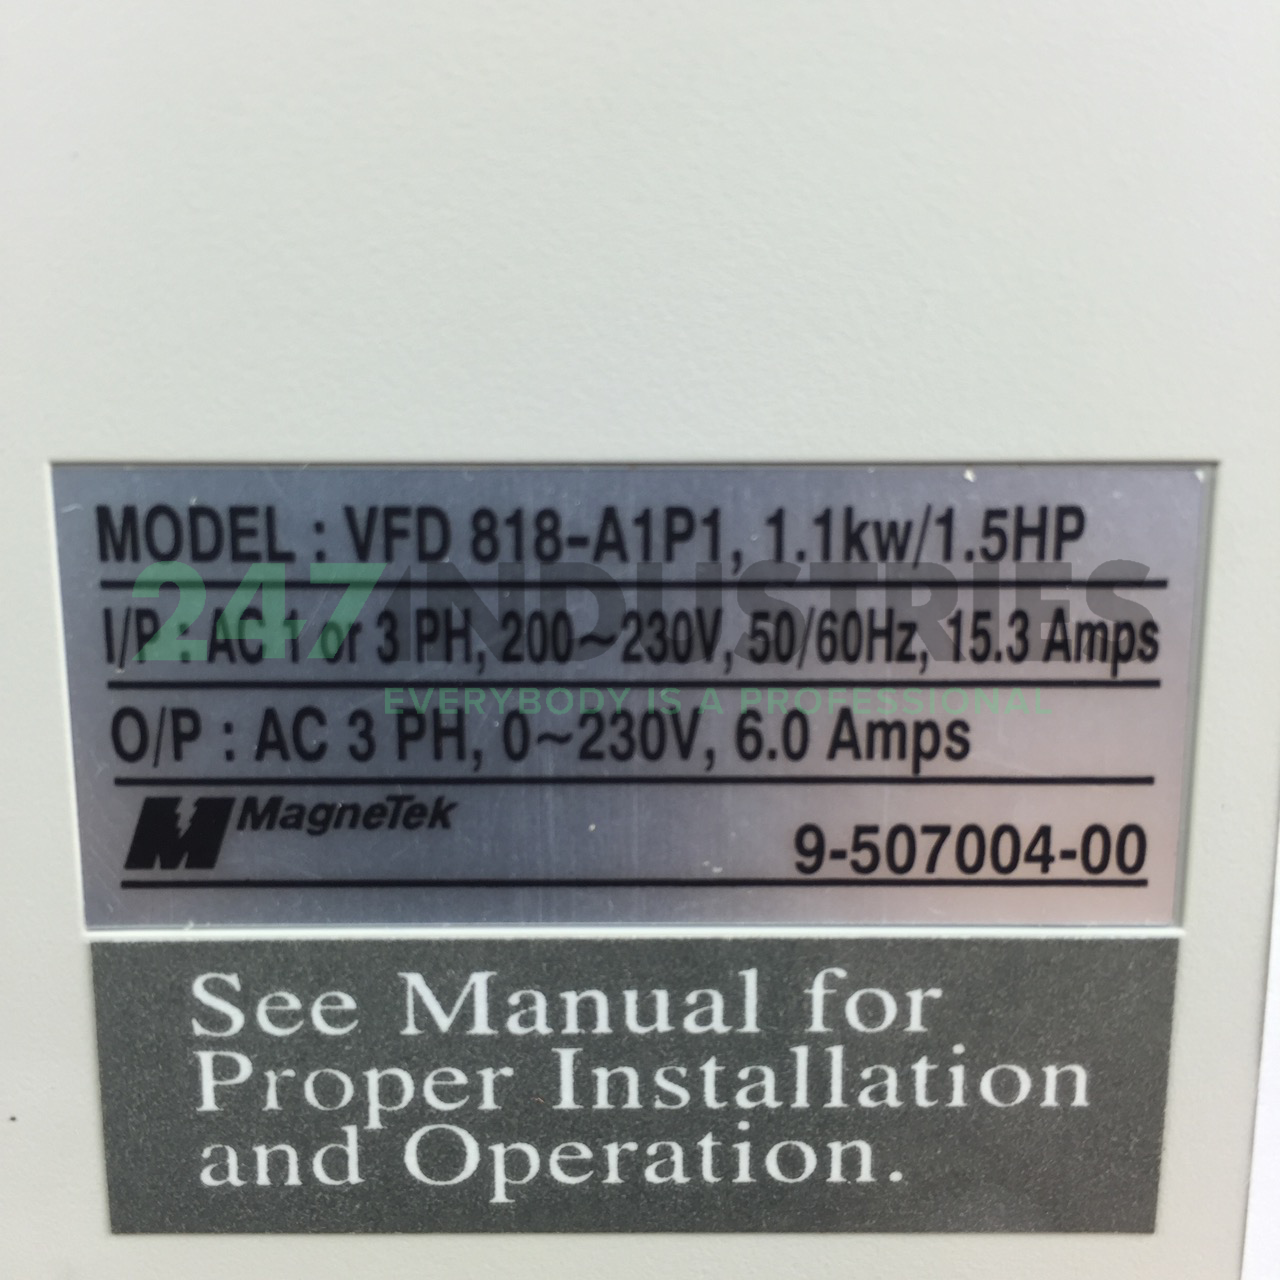 MODEL : VFD 818-A1P1, 1.1kw/1.5HP
247INDUSTRIES
I/P : AC 1 or 3 PH, 200~230V, 50/60Hz, 15.3 Amps
EVERYBODY IS A PROFESSIONAL
O/P : AC 3 PH, 0~230V, 6.0 Amps
MagneTek
9-507004-00
See Manual for
Proper Installation
and Operation.